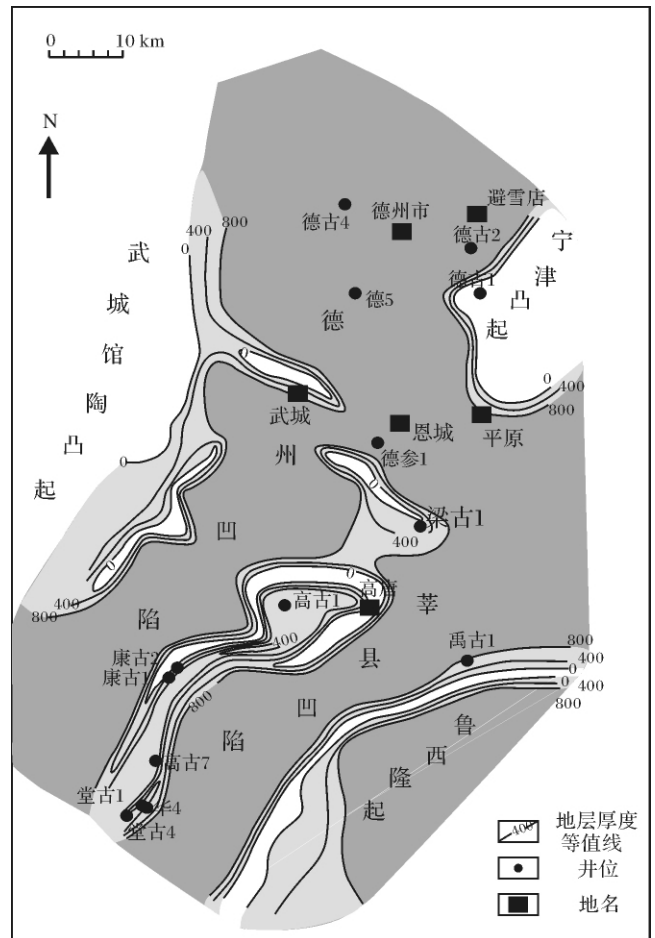 0 10 km
N
避雪店
德州市
德古4
德古2
宁津凸起
800
400
0
武城馆陶凸起
德古1
德5
德
0
0
400
800
武城
恩城
平原
州
德参1
0
0
凹
梁古1
400
0
0
高唐
莘
800
400
高古1
陷
400
禹古1
800
400
0
0
400
800
康古2
康古1
县
800
凹
鲁西隆起
陷
高古7
堂古1
华4
堂古4
400
地层厚度
等值线
井位
地名